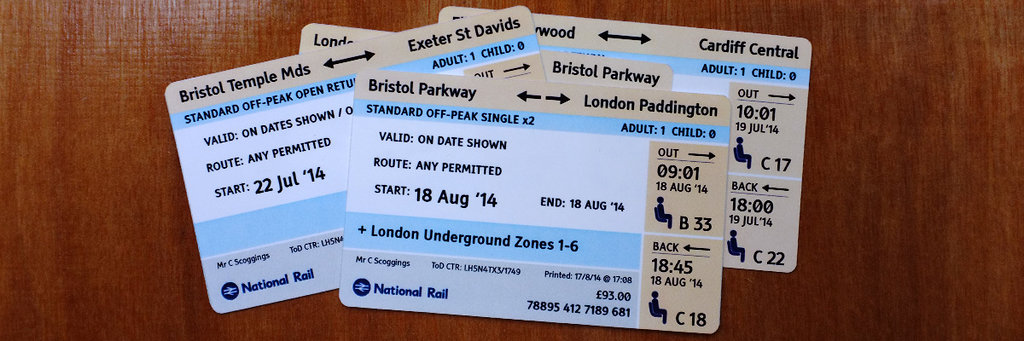 Bristol Temple Mds
Exeter St Davids
ADULT: 1 CHILD: 0
STANDARD OFF-PEAK OPEN
VALID: ON DATES SHOWN /
ROUTE: ANY PERMITTED
START: 22 Jul '14
Mr C Scoggings ToD CTR:
National Rail
OUT
Cardiff Central
ADULT: 1 CHILD: 0
OUT
10:01
19 JUL'14
C 17
BACK
18:00
19 JUL'14
C 22
Bristol Parkway
Bristol Parkway
London Paddington
STANDARD OFF-PEAK SINGLE x2
ADULT: 1 CHILD: 0
VALID: ON DATE SHOWN
ROUTE: ANY PERMITTED
START: 18 Aug '14 END: 18 AUG '14
+ London Underground Zones 1-6
Mr C Scoggings ToD CTR: LH5N4TX3/1749 Printed: 17/8/14 @ 17:08
£93.00
National Rail
78895 412 7189 681
OUT
09:01
18 AUG '14
B 33
BACK
18:45
18 AUG '14
C 18